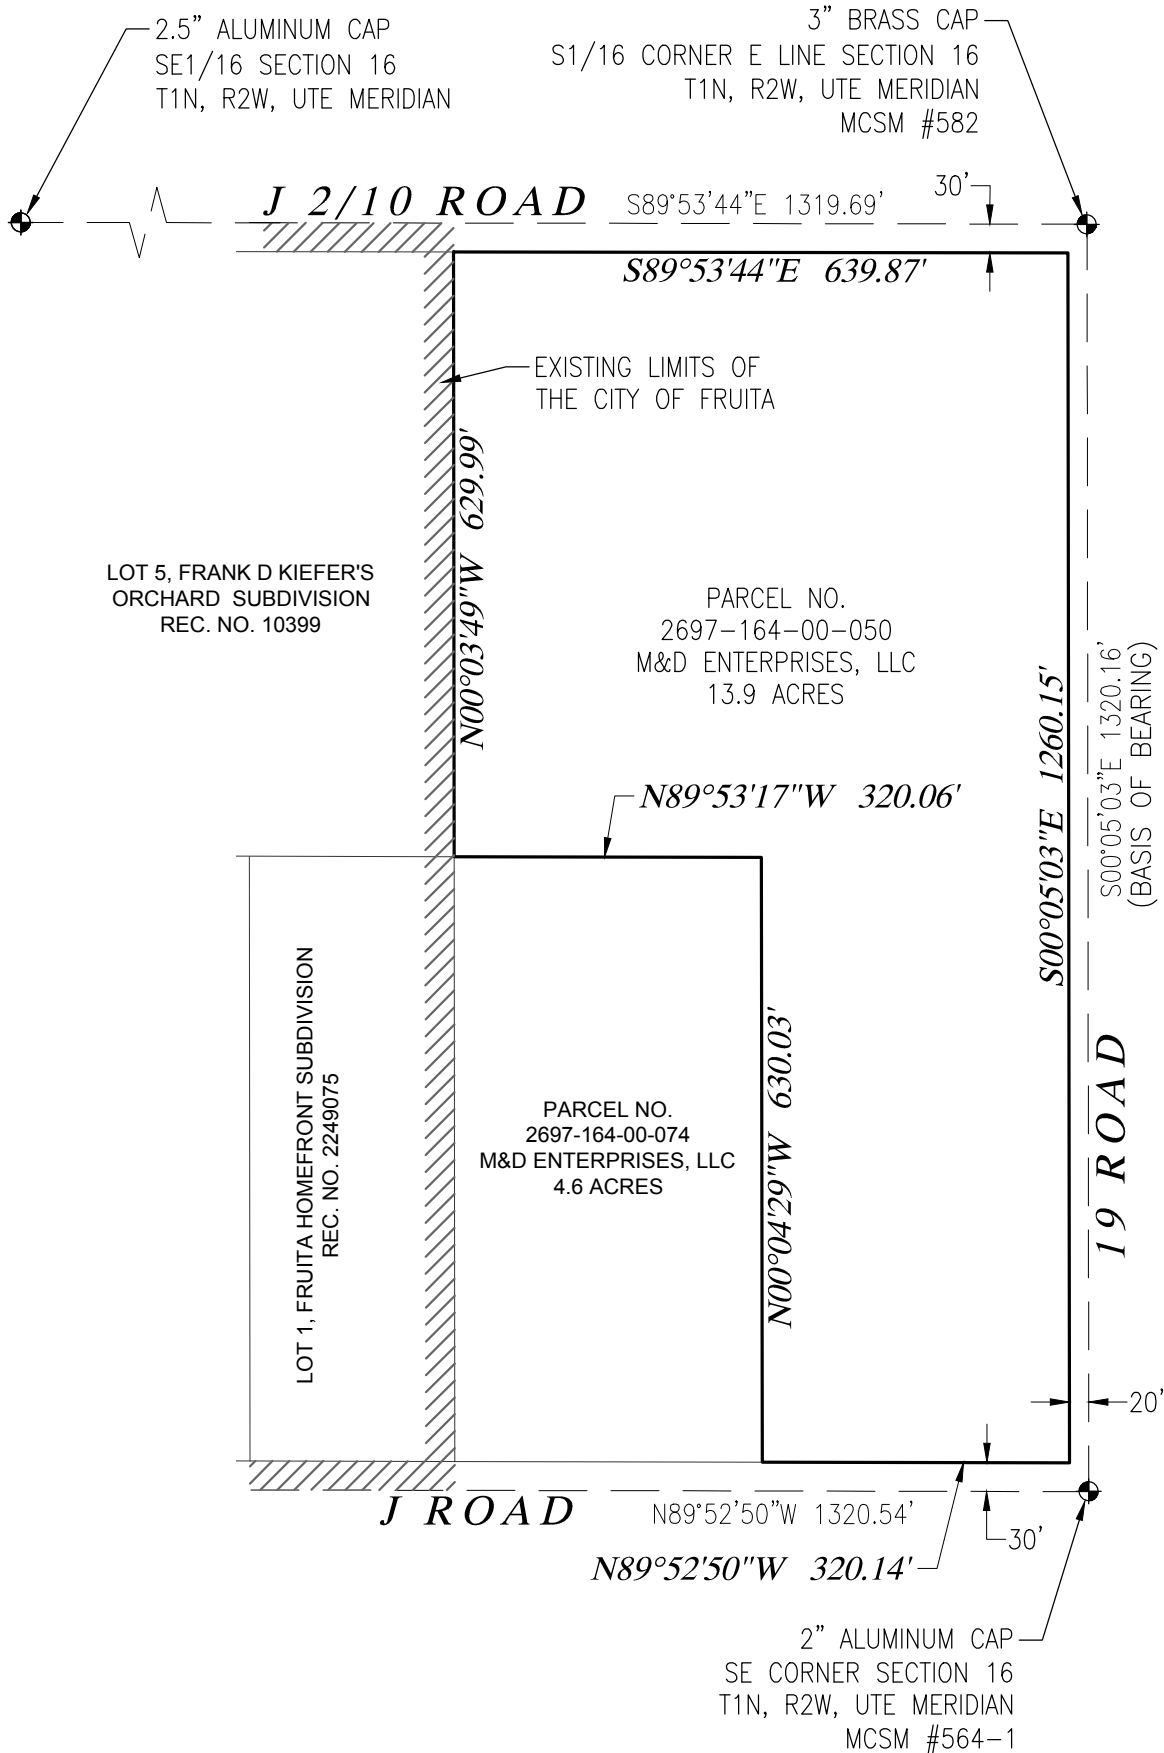 2.5” ALUMINUM CAP
SE1/16 SECTION 16
T1N, R2W, UTE MERIDIAN
3” BRASS CAP
S1/16 CORNER E LINE SECTION 16
T1N, R2W, UTE MERIDIAN
MCSM #582
J 2/10 ROAD
S89°53’44”E 1319.69’
30’
S89°53'44"E 639.87'
EXISTING LIMITS OF
THE CITY OF FRUITA
N00°03'49"W 629.99'
LOT 5, FRANK D KIEFER'S
ORCHARD SUBDIVISION
REC. NO. 10399
PARCEL NO.
2697-164-00-050
M&D ENTERPRISES, LLC
13.9 ACRES
S00°05'03"E 1260.15'
S00°05’03”E 1320.16’
(BASIS OF BEARING)
N89°53'17"W 320.06'
LOT 1, FRUITA HOMEFRONT SUBDIVISION
REC. NO. 2249075
PARCEL NO.
2697-164-00-074
M&D ENTERPRISES, LLC
4.6 ACRES
N00°04'29"W 630.03'
19 ROAD
20’
J ROAD
N89°52’50”W 1320.54’
30’
N89°52'50"W 320.14'
2” ALUMINUM CAP
SE CORNER SECTION 16
T1N, R2W, UTE MERIDIAN
MCSM #564-1